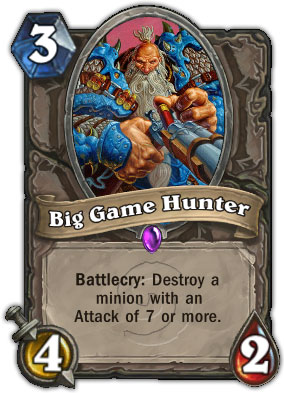 3
Big Game Hunter
Battlecry: Destroy a
minion with an
Attack of 7 or more.
4
2